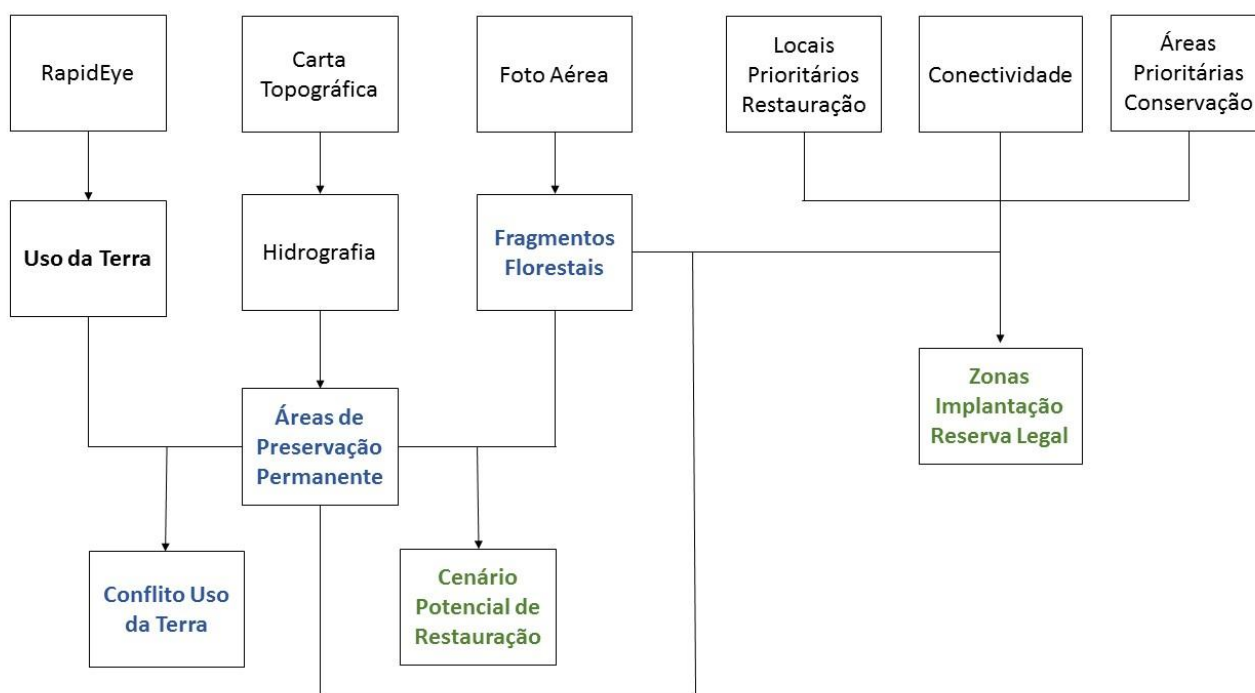 RapidEye
Carta
Topográfica
Foto Aérea
Locais
Prioritários
Restauração
Conectividade
Áreas
Prioritárias
Conservação
Uso da Terra
Hidrografia
Fragmentos
Florestais
Zonas
Implantação
Reserva Legal
Áreas de
Preservação
Permanente
Conflito Uso
da Terra
Cenário
Potencial de
Restauração